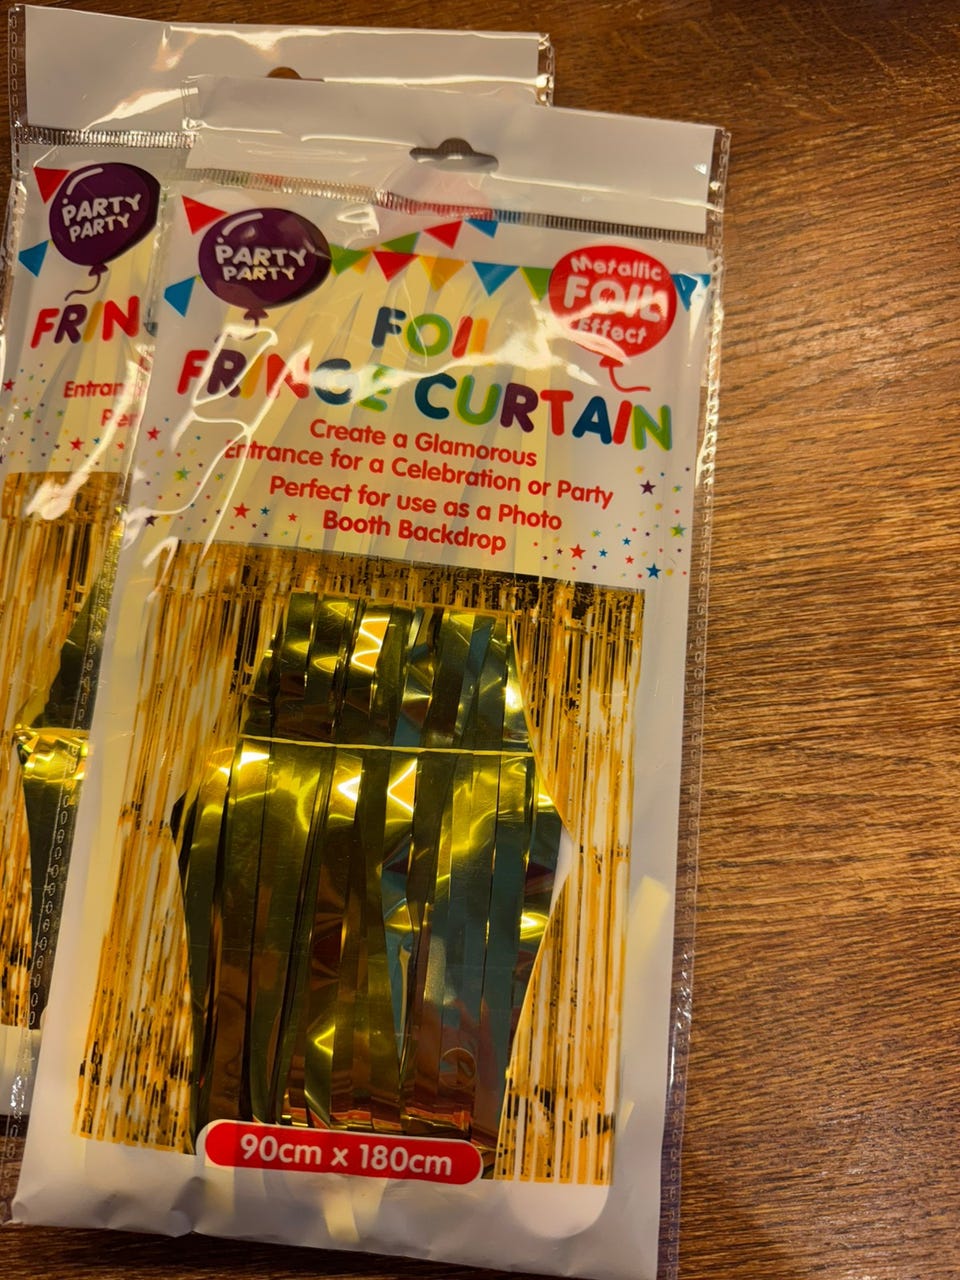 PARTY
PARTY
FRIN
Entran
Per
PARTY
PARTY
Metallic
FOIL
Effect
FOIL
FRINGE CURTAIN
Create a Glamorous
Entrance for a Celebration or Party
Perfect for use as a Photo
Booth Backdrop
90cm x 180cm